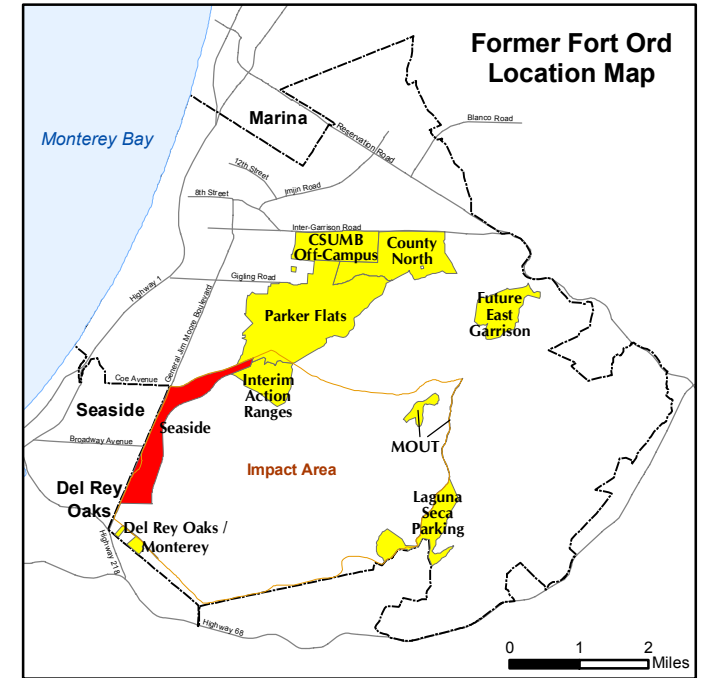 Former Fort Ord
Location Map
Marina
Monterey Bay
Blanco Road
Reservation Road
12th Street
Imjin Road
8th Street
Inter-Garrison Road
CSUMB
Off-Campus
County
North
Gigling Road
Highway 1
General Jim Moore Boulevard
Parker Flats
Future
East
Garrison
Coe Avenue
Interim
Action
Ranges
Seaside
Seaside
Broadway Avenue
MOUT
Impact Area
Del Rey
Oaks
Laguna
Seca
Parking
Del Rey Oaks /
Monterey
Highway 218
Highway 68
0 1 2
Miles